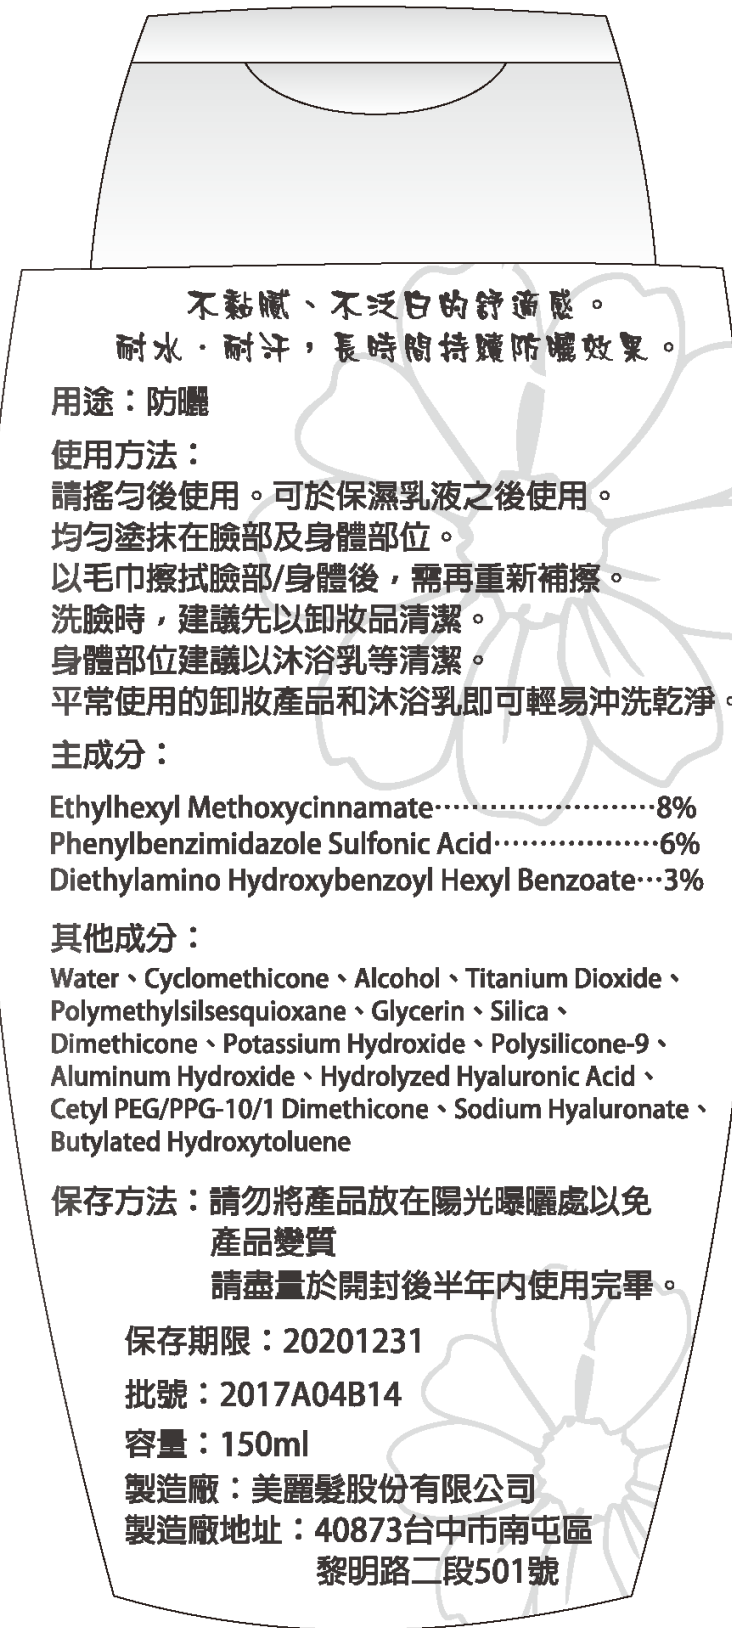 不黏膩、不泛白的舒適感。
耐水．耐汗，長時間持續防曬效果。
用途：防曬
使用方法：
請搖勻後使用。可於保濕乳液之後使用。
均勻塗抹在臉部及身體部位。
以毛巾擦拭臉部/身體後，需再重新補擦。
洗臉時，建議先以卸妝品清潔。
身體部位建議以沐浴乳等清潔。
平常使用的卸妝產品和沐浴乳即可輕易沖洗乾淨。
主成分：
Ethylhexyl Methoxycinnamate⋯⋯⋯⋯⋯⋯⋯⋯8%
Phenylbenzimidazole Sulfonic Acid⋯⋯⋯⋯⋯⋯6%
Diethylamino Hydroxybenzoyl Hexyl Benzoate⋯3%
其他成分：
Water、Cyclomethicone、Alcohol、Titanium Dioxide、
Polymethylsilsesquioxane、Glycerin、Silica、
Dimethicone、Potassium Hydroxide、Polysilicone-9、
Aluminum Hydroxide、Hydrolyzed Hyaluronic Acid、
Cetyl PEG/PPG-10/1 Dimethicone、Sodium Hyaluronate、
Butylated Hydroxytoluene
保存方法：請勿將產品放在陽光曝曬處以免
產品變質
請盡量於開封後半年内使用完畢。
保存期限：20201231
批號：2017A04B14
容量：150ml
製造廠：美麗髮股份有限公司
製造廠地址：40873台中市南屯區
黎明路二段501號